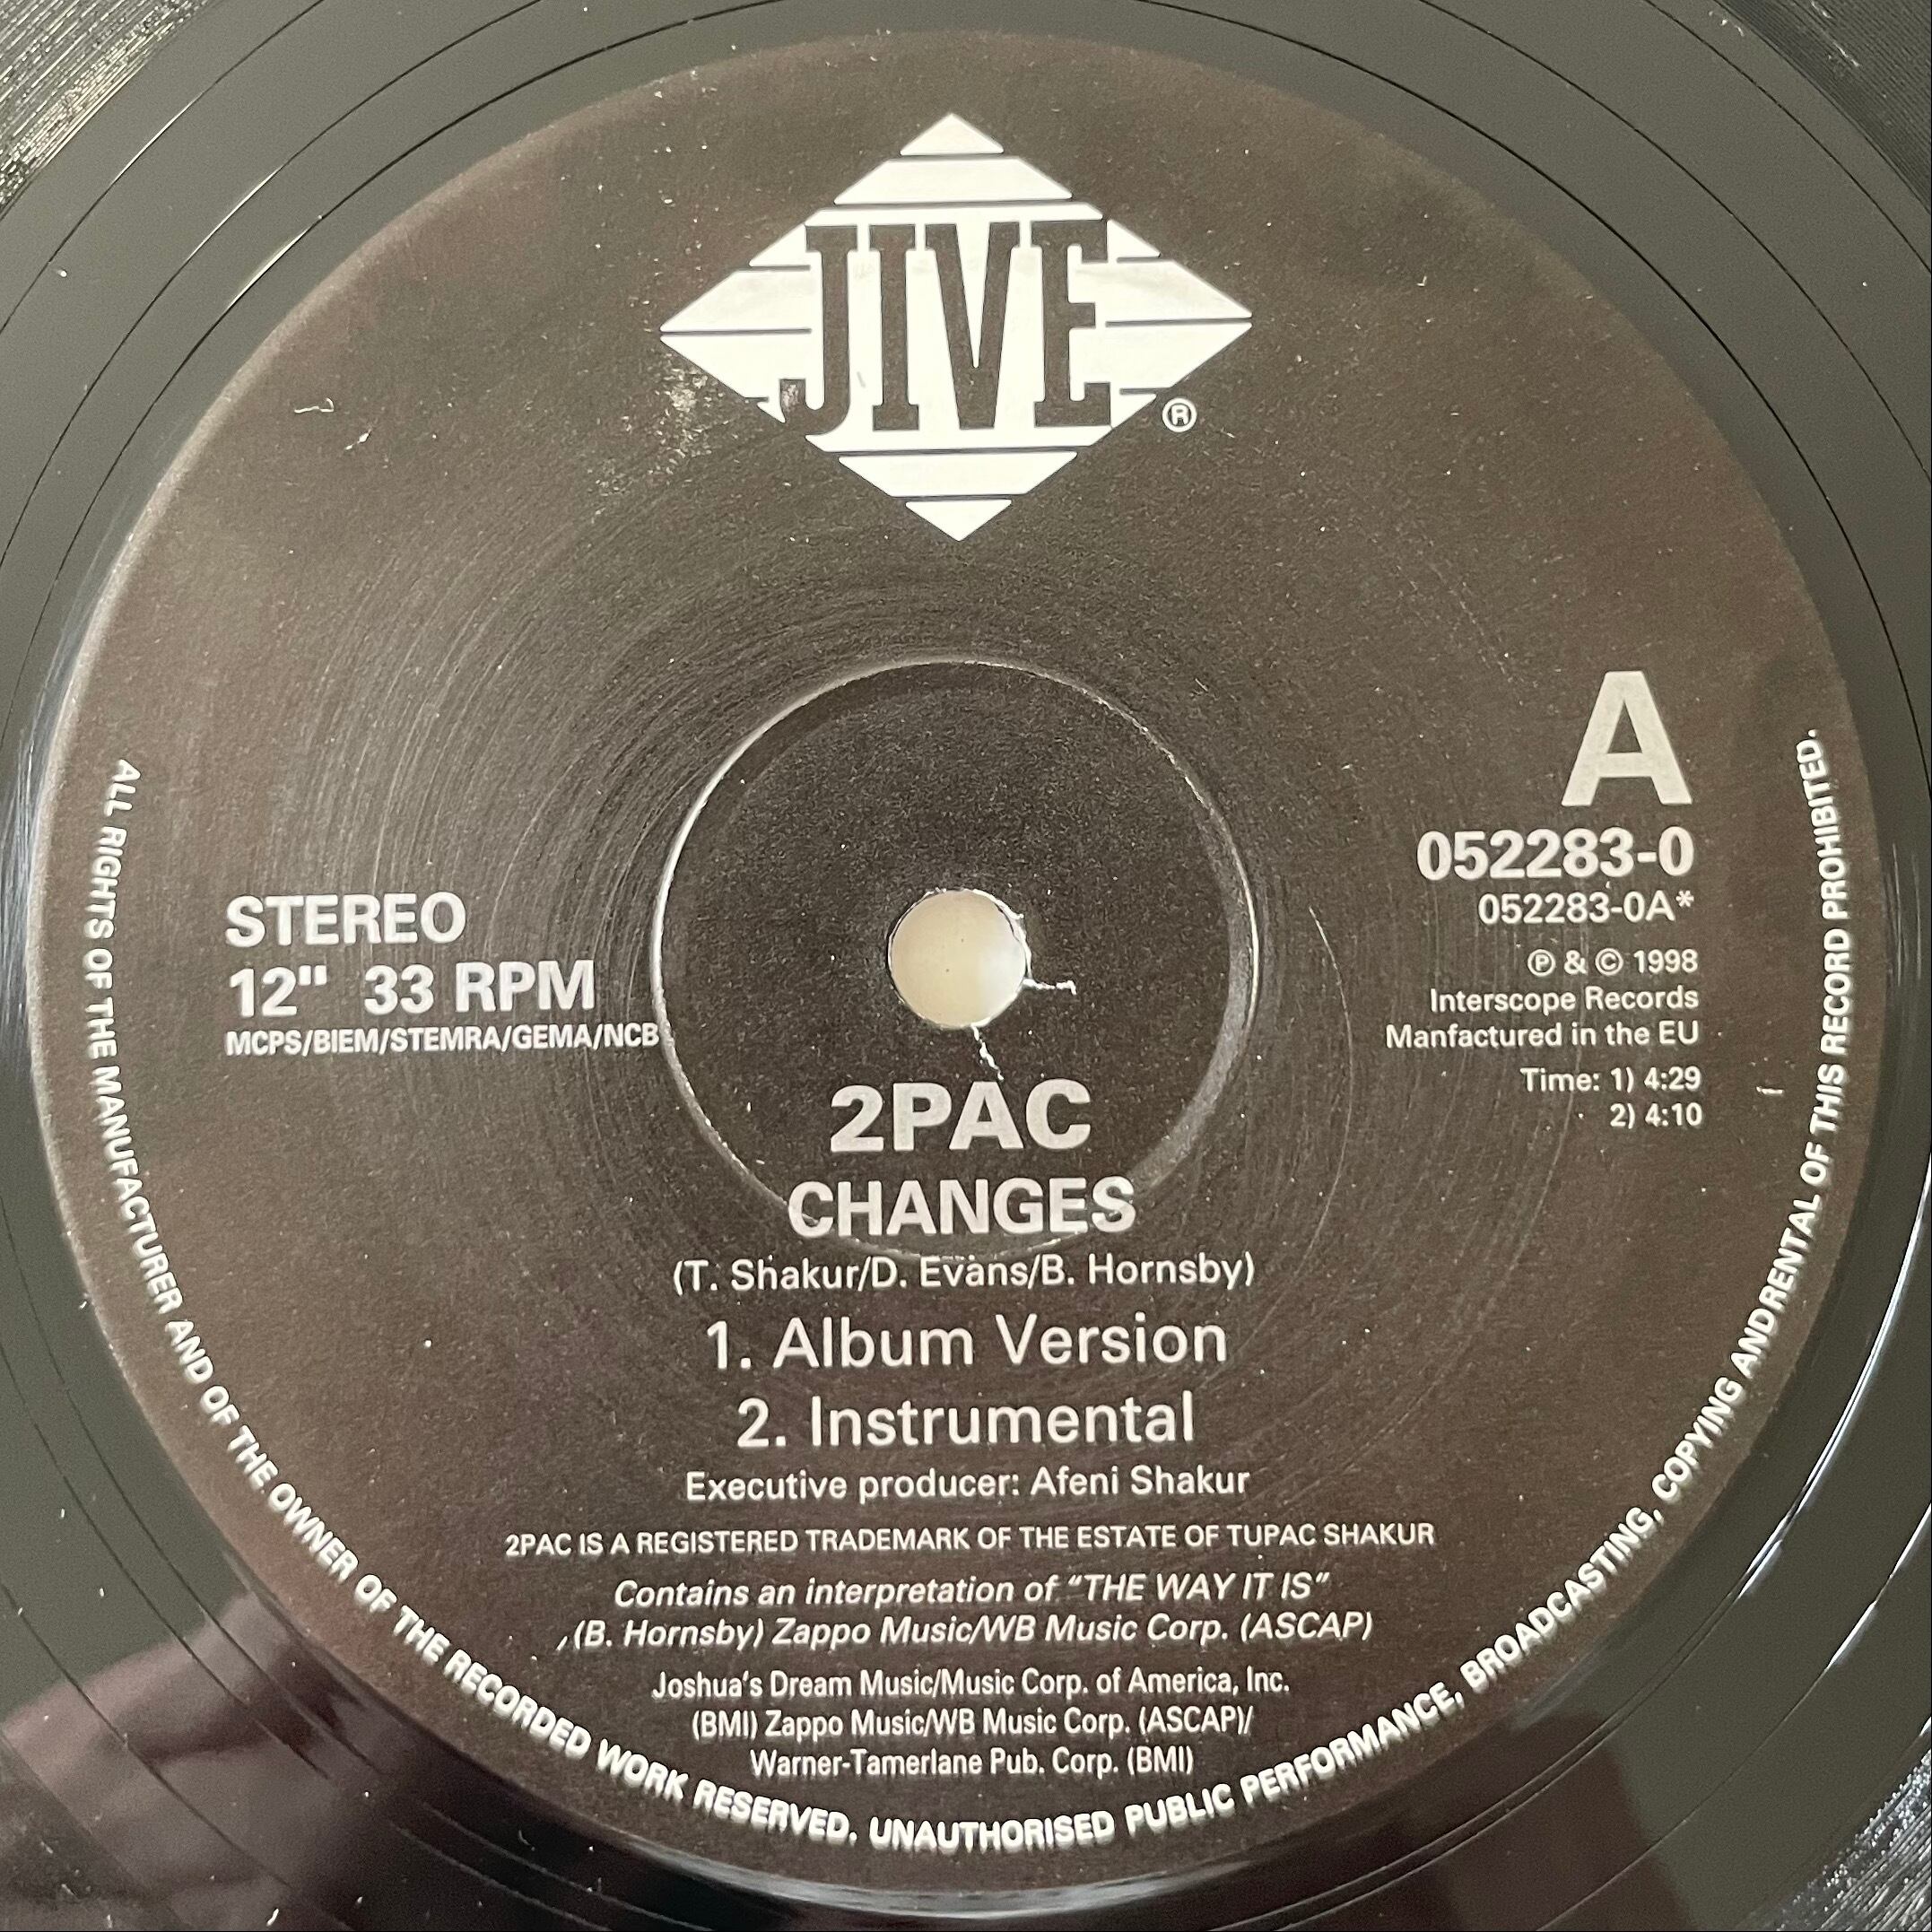 JIVE
®
A
052283-0
052283-0A*
℗ & © 1998
Interscope Records
Manfactured in the EU
Time: 1) 4:29
2) 4:10
STEREO
12" 33 RPM
MCPS/BIEM/STEMRA/GEMA/NCB
2PAC
CHANGES
(T. Shakur/D. Evans/B. Hornsby)
1. Album Version
2. Instrumental
Executive producer: Afeni Shakur
2PAC IS A REGISTERED TRADEMARK OF THE ESTATE OF TUPAC SHAKUR
Contains an interpretation of “THE WAY IT IS”
(B. Hornsby) Zappo Music/WB Music Corp. (ASCAP)
Joshua's Dream Music/Music Corp. of America, Inc.
(BMI) Zappo Music/WB Music Corp. (ASCAP)/
Warner-Tamerlane Pub. Corp. (BMI)
ALL RIGHTS OF THE MANUFACTURER AND OF THE OWNER OF THE RECORDED WORK RESERVED. UNAUTHORISED PUBLIC PERFORMANCE, BROADCASTING, COPYING ANDRENTAL OF THIS RECORD PROHIBITED.